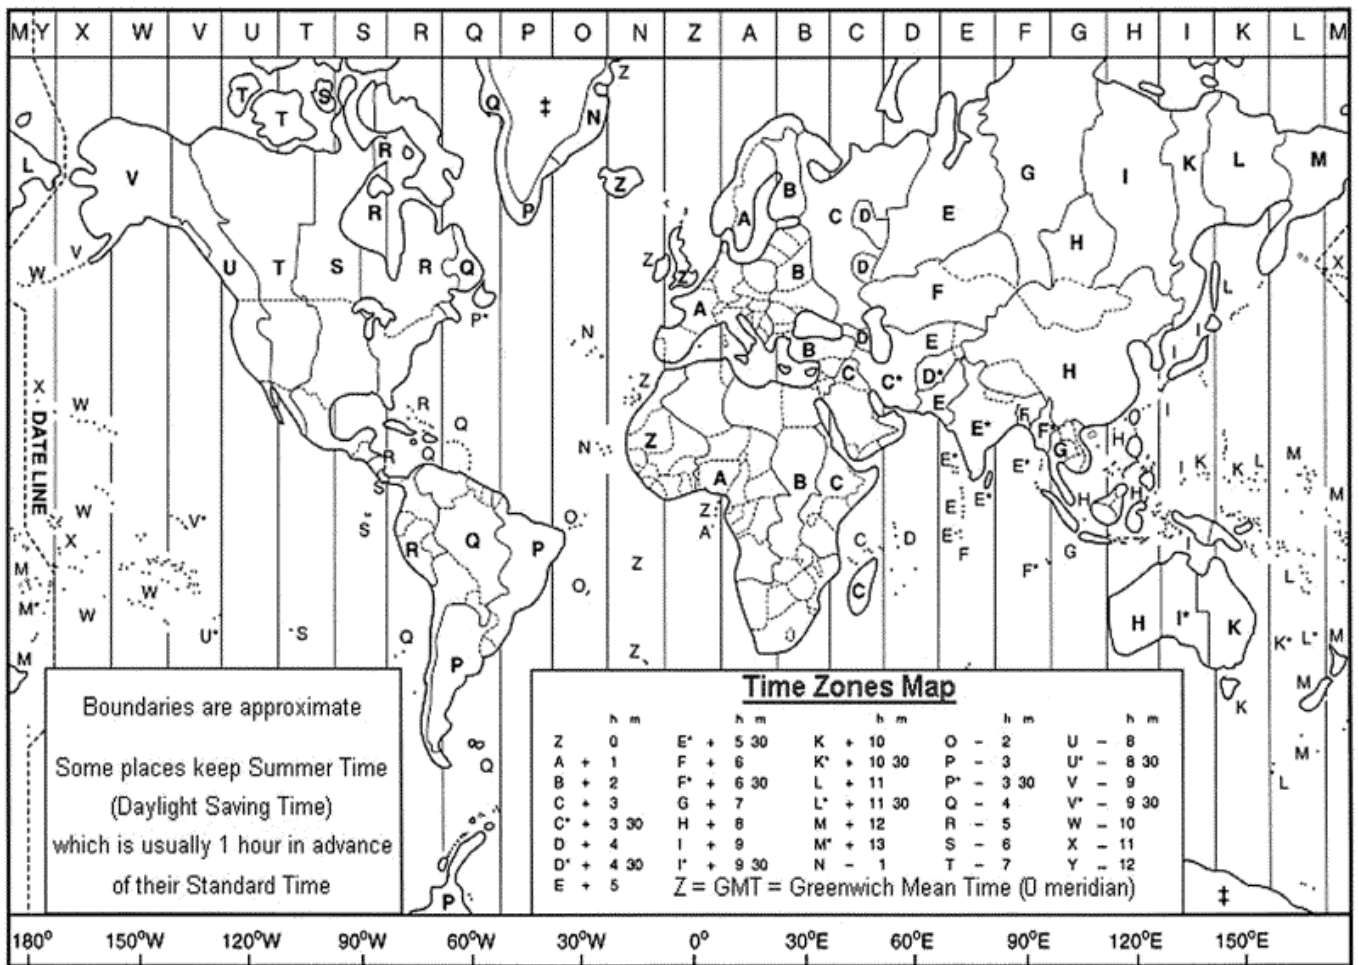 M Y X W V U T S R Q P O N Z A B C D E F G H I K L M
Z
T S Q ‡ N
T
R
L V R K L M
Z P B I
A C D E G
R H
V U T S R Q Z Z B D
W X
A F L
P*
N B D E I
C C* D* H I
X Z E
W R Q F I
DATE LINE
Z E* F* H
R Q N G M
S A B C E* E* H H I K K L M
W V* S Z O E
X A* R Q P C D E* F G I
M W N F* L
M* W U* S Q O C H I* K K* L* M
M P Z M
K
Boundaries are approximate
Some places keep Summer Time
(Daylight Saving Time)
which is usually 1 hour in advance
of their Standard Time
Q
P
Time Zones Map
h m h m h m h m h m
Z 0 E* + 5 30 K + 10 O – 2 U – 8
A + 1 F + 6 K* + 10 30 P – 3 U* – 8 30
B + 2 F* + 6 30 L + 11 P* – 3 30 V – 9
C + 3 G + 7 L* + 11 30 Q – 4 V* – 9 30
C* + 3 30 H + 8 M + 12 R – 5 W – 10
D + 4 I + 9 M* + 13 S – 6 X – 11
D* + 4 30 I* + 9 30 N – 1 T – 7 Y – 12
E + 5 Z = GMT = Greenwich Mean Time (0 meridian)
M
L
‡
180° 150°W 120°W 90°W 60°W 30°W 0° 30°E 60°E 90°E 120°E 150°E